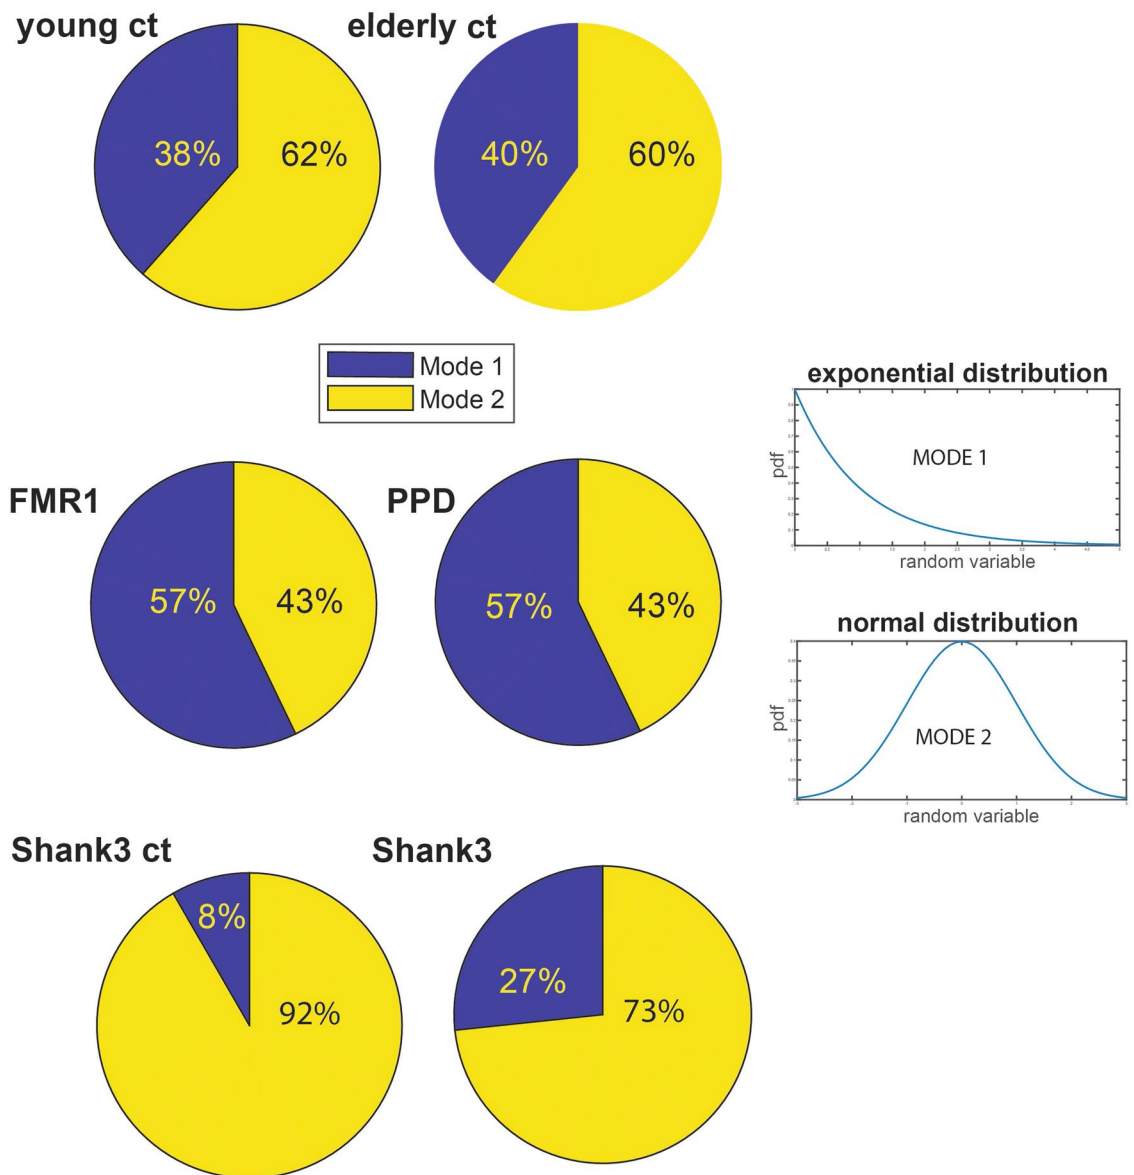 young ct
elderly ct
38%
62%
40%
60%
Mode 1
Mode 2
FMR1
PPD
57%
43%
57%
43%
exponential distribution
pdf
MODE 1
random variable
normal distribution
pdf
MODE 2
random variable
Shank3 ct
Shank3
8%
92%
27%
73%